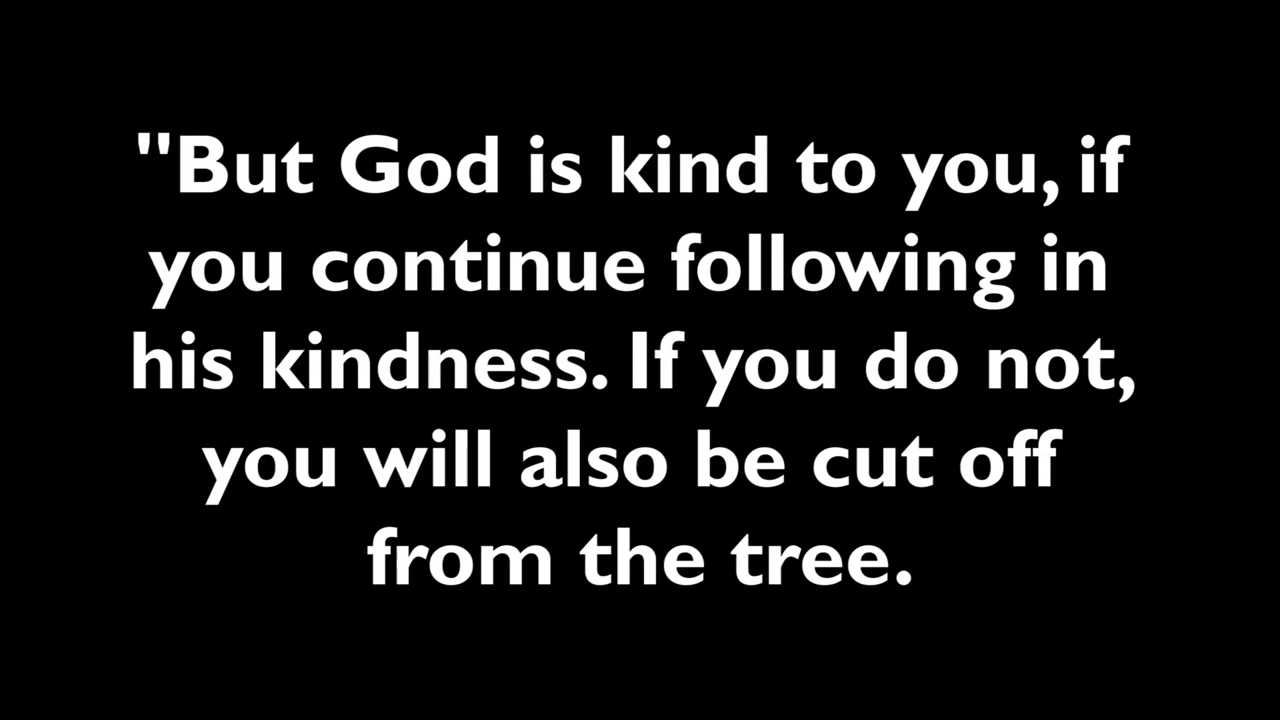 "But God is kind to you, if
you continue following in
his kindness. If you do not,
you will also be cut off
from the tree.